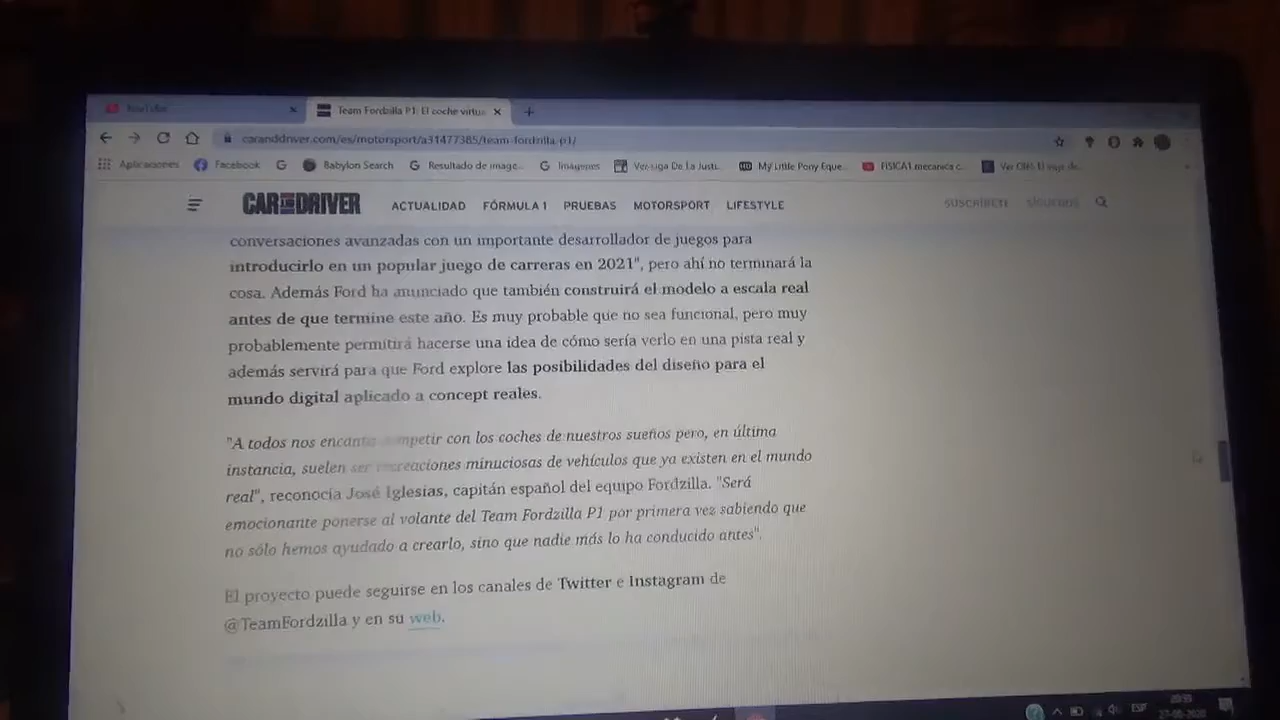 YouTube
Team Fordzilla P1: El coche virtua
caranddriver.com/es/motorsport/a31477385/team-fordzilla-p1/
Aplicaciones Facebook G Babylon Search Resultado de image... Imágenes My Little Pony Eque... FISICA1 mecanica c...
CAR AND DRIVER ACTUALIDAD FÓRMULA 1 PRUEBAS MOTORSPORT LIFESTYLE SUSCRÍBETE SÍGUENOS
conversaciones avanzadas con un importante desarrollador de juegos para
introducirlo en un popular juego de carreras en 2021", pero ahí no terminará la
cosa. Además Ford ha anunciado que también construirá el modelo a escala real
antes de que termine este año. Es muy probable que no sea funcional, pero muy
probablemente permitirá hacerse una idea de cómo sería verlo en una pista real y
además servirá para que Ford explore las posibilidades del diseño para el
mundo digital aplicado a concept reales.
"A todos nos encanta competir con los coches de nuestros sueños pero, en última
instancia, suelen ser recreaciones minuciosas de vehículos que ya existen en el mundo
real", reconocía José Iglesias, capitán español del equipo Fordzilla. "Será
emocionante ponerse al volante del Team Fordzilla P1 por primera vez sabiendo que
no sólo hemos ayudado a crearlo, sino que nadie más lo ha conducido antes".
El proyecto puede seguirse en los canales de Twitter e Instagram de
@TeamFordzilla y en su web.
ESP